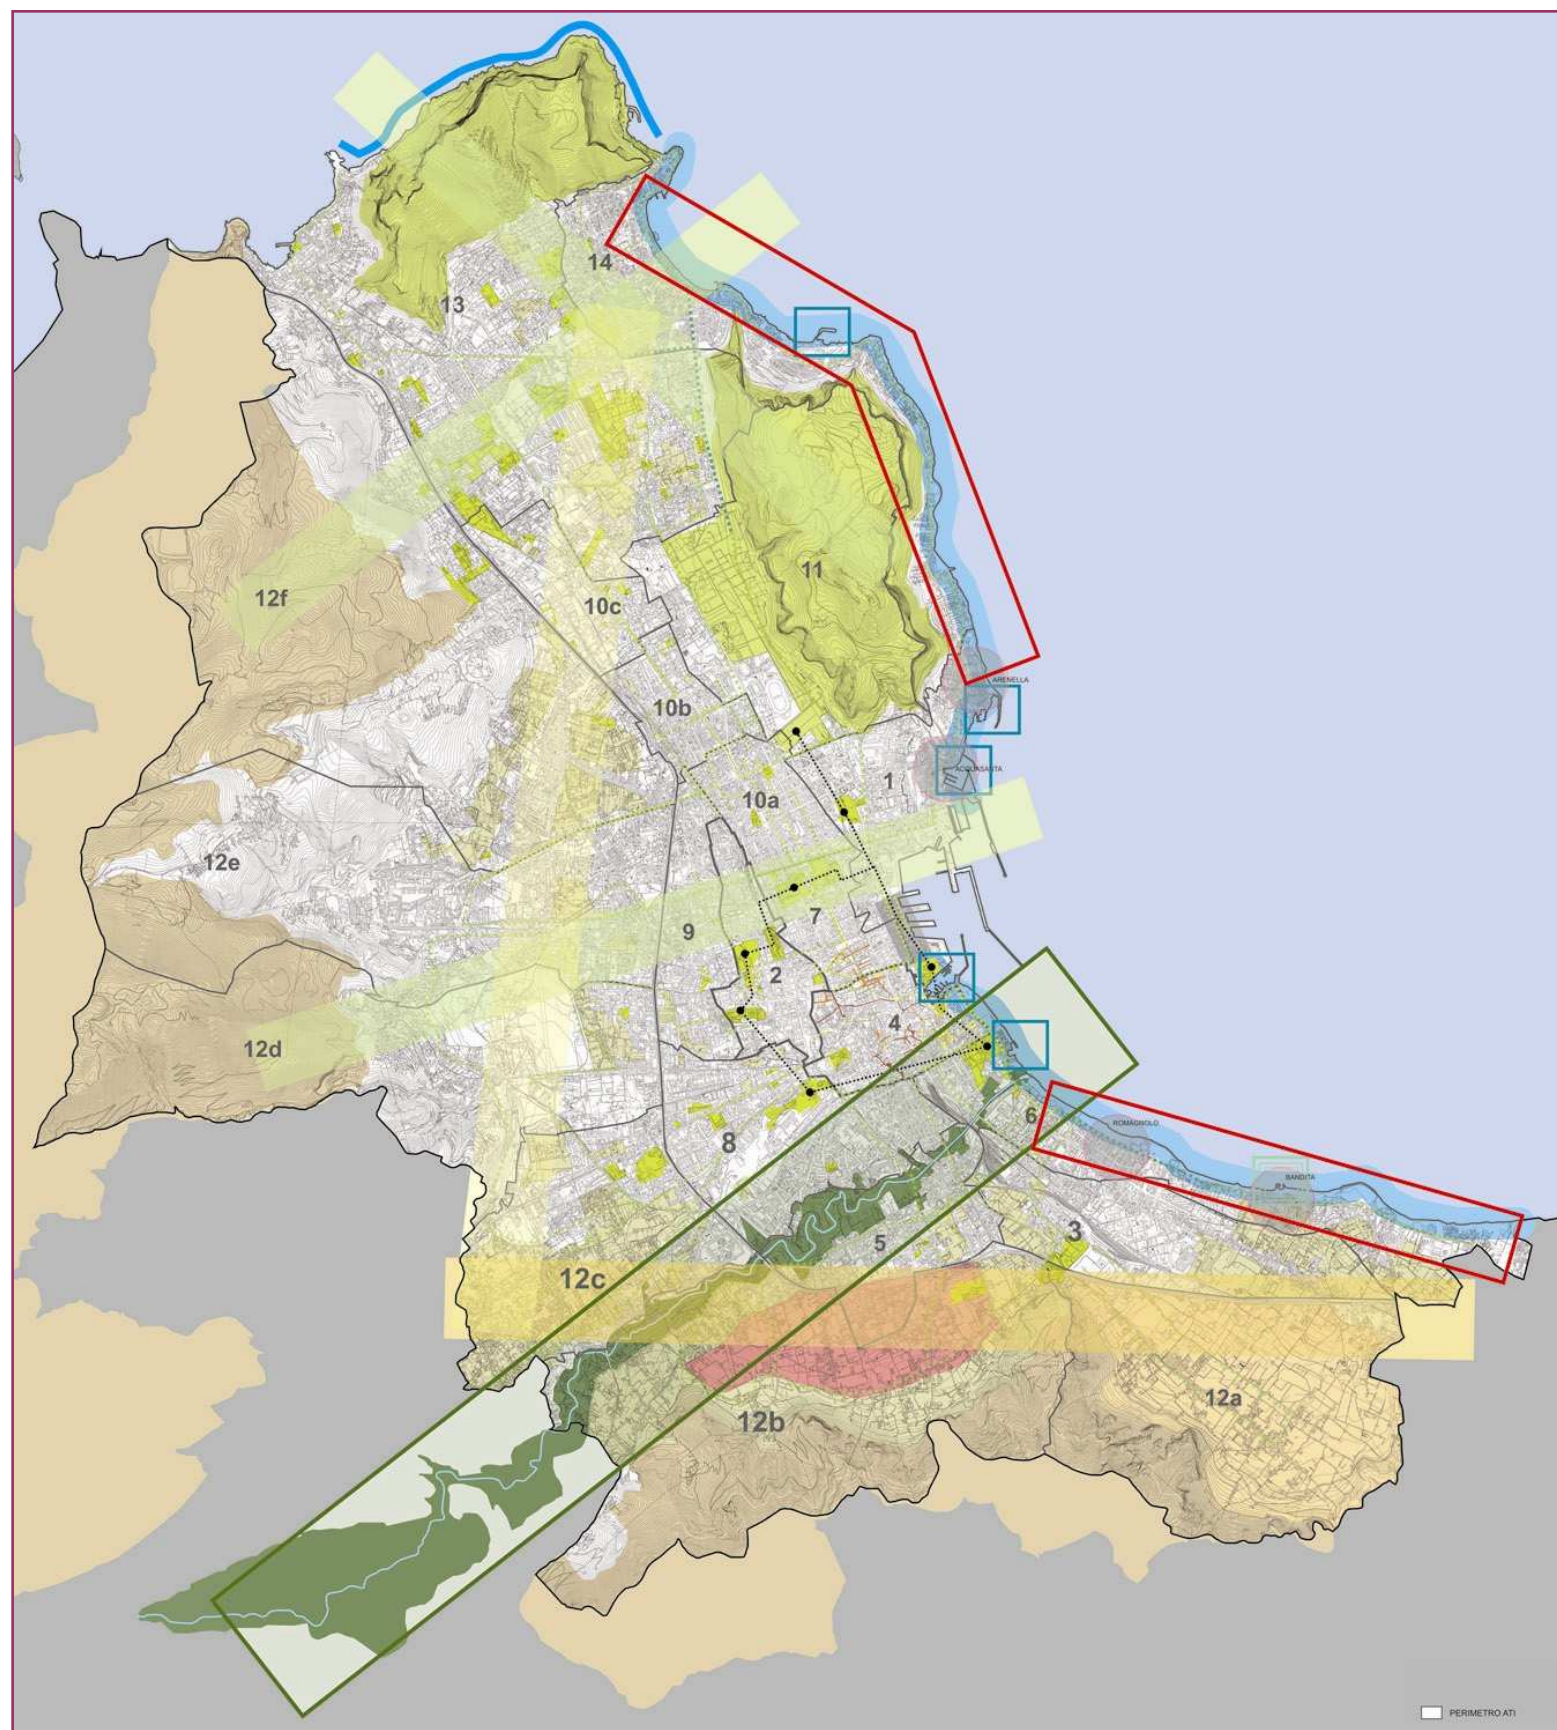 14
13
11
12f
10c
ARENELLA
10b
ACQUASANTA
1
10a
12e
7
9
2
4
12d
6
ROMAGNOLO
8
BANDITA
3
5
12c
12a
12b
PERIMETRO ATI